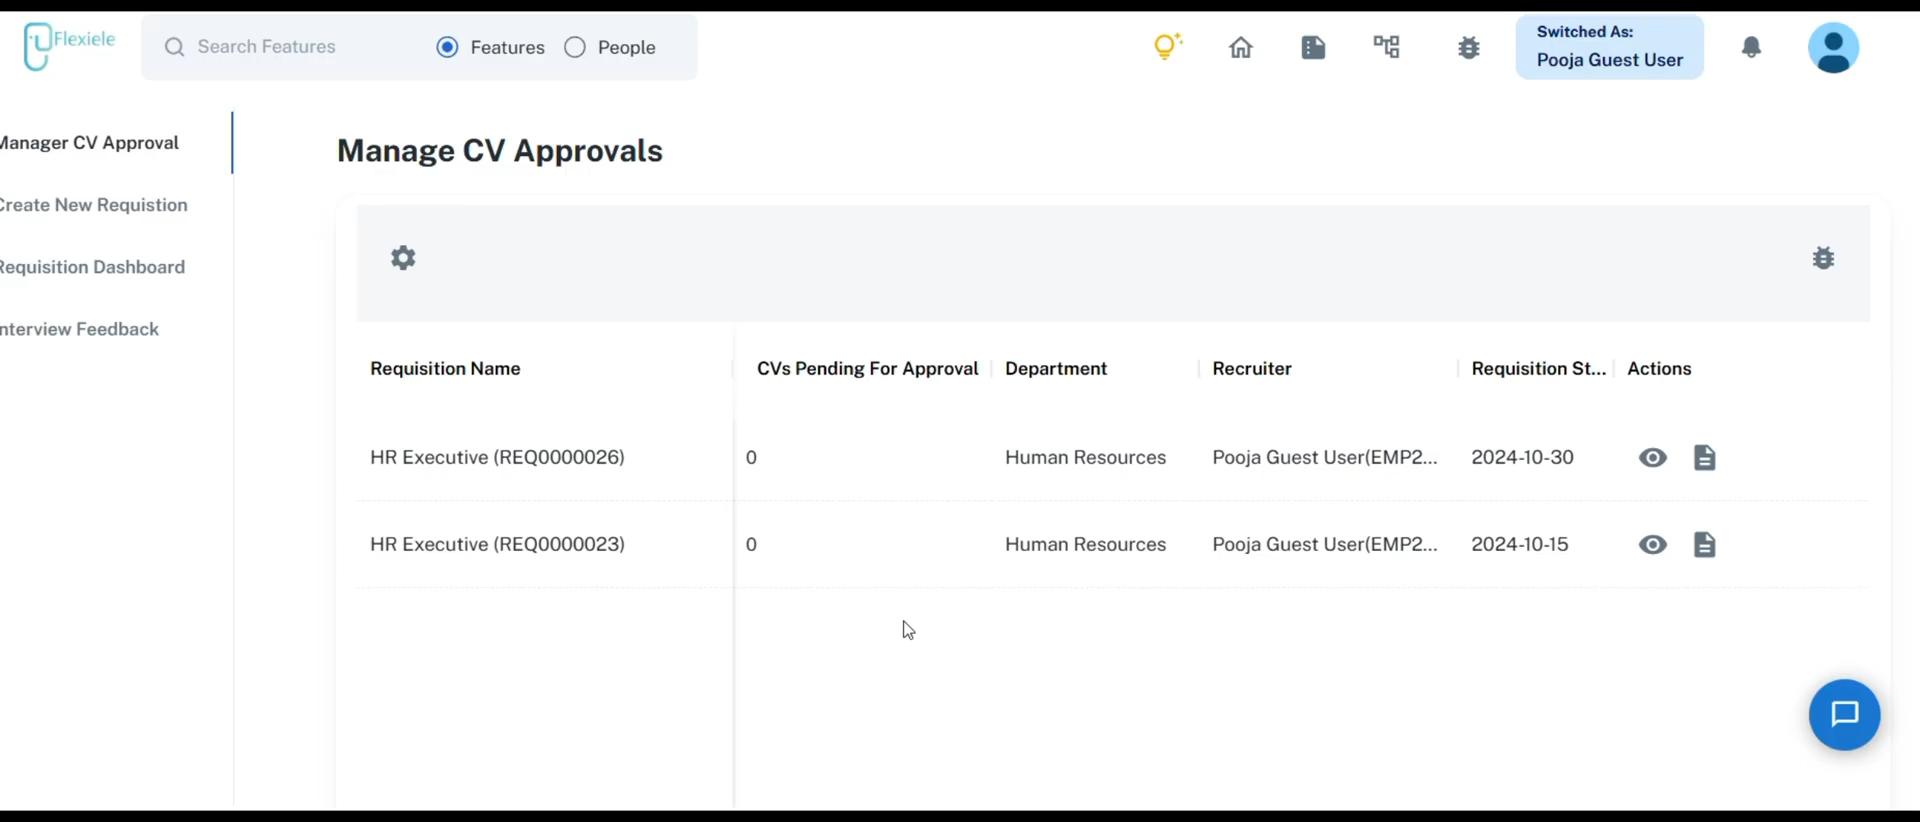 Flexiele
Search Features
Features
People
Switched As:
Pooja Guest User
Manager CV Approval
Create New Requistion
Requisition Dashboard
Interview Feedback
Manage CV Approvals
Requisition Name
CVs Pending For Approval
Department
Recruiter
Requisition St...
Actions
HR Executive (REQ0000026)
0
Human Resources
Pooja Guest User(EMP2...
2024-10-30
HR Executive (REQ0000023)
0
Human Resources
Pooja Guest User(EMP2...
2024-10-15